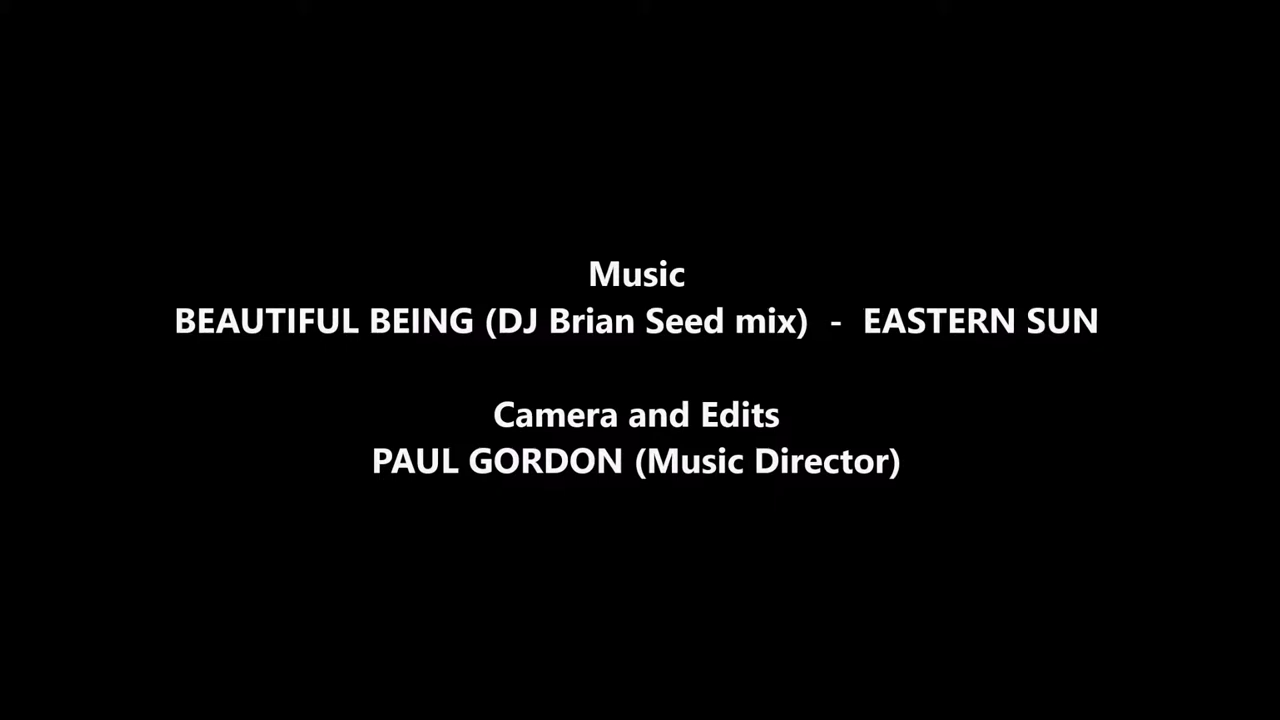 Music
BEAUTIFUL BEING (DJ Brian Seed mix)  -  EASTERN SUN
Camera and Edits
PAUL GORDON (Music Director)